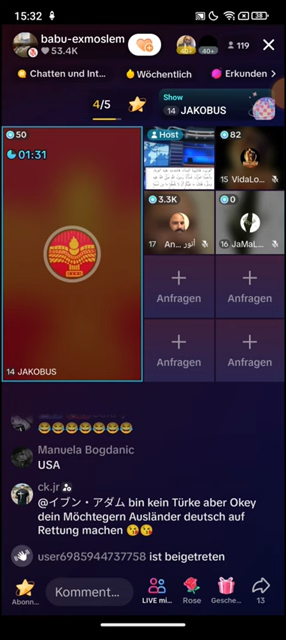 15:32
38
babu-exmoslem
53.4K
40+
119
Chatten und Int...
Wöchentlich
Erkunden
4/5
Show
14 JAKOBUS
50
01:31
Host
82
15 VidaLo...
3.3K
0
17 An... أنور
16 JaMaL...
Anfragen
Anfragen
Anfragen
Anfragen
14 JAKOBUS
Manuela Bogdanic
USA
ck.jr
@イブン・アダム bin kein Türke aber Okey
dein Möchtegern Ausländer deutsch auf
Rettung machen 😘😘
user6985944737758 ist beigetreten
Komment...
Abonn...
LIVE mi...
Rose
Gesche...
13